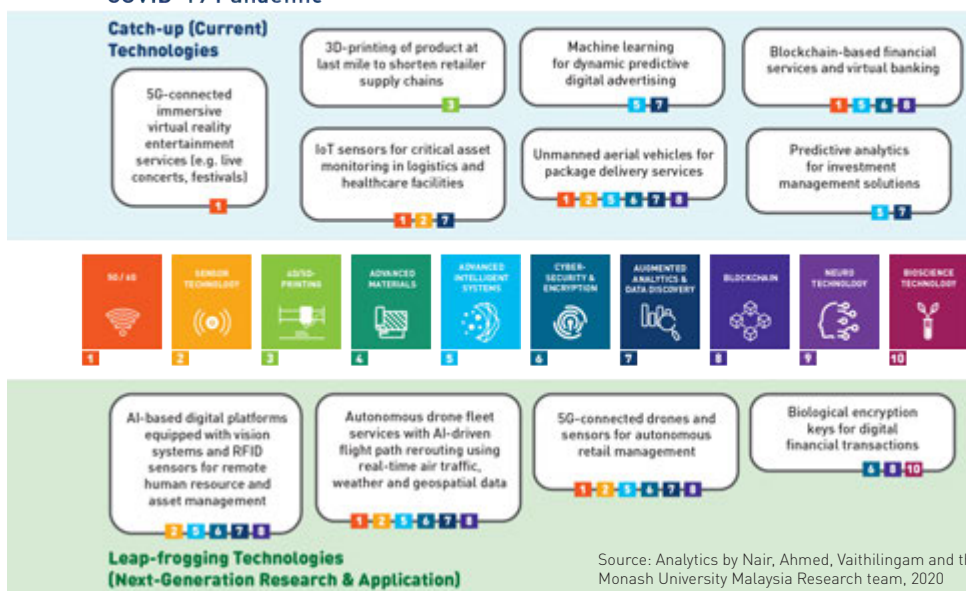 COVID-19 Pandemic
Catch-up (Current)
Technologies
5G-connected
immersive
virtual reality
entertainment
services (e.g. live
concerts, festivals)
1
3D-printing of product at
last mile to shorten retailer
supply chains
3
Machine learning
for dynamic predictive
digital advertising
5 7
Blockchain-based financial
services and virtual banking
1 5 6 8
IoT sensors for critical asset
monitoring in logistics and
healthcare facilities
1 2 7
Unmanned aerial vehicles for
package delivery services
1 2 5 6 7 8
Predictive analytics
for investment
management solutions
5 7
5G / 6G
1
SENSOR
TECHNOLOGY
2
4D/5D-
PRINTING
3
ADVANCED
MATERIALS
4
ADVANCED
INTELLIGENT
SYSTEMS
5
CYBER-
SECURITY &
ENCRYPTION
6
AUGMENTED
ANALYTICS &
DATA DISCOVERY
7
BLOCKCHAIN
8
NEURO
TECHNOLOGY
9
BIOSCIENCE
TECHNOLOGY
10
AI-based digital platforms
equipped with vision
systems and RFID
sensors for remote
human resource and
asset management
2 5 6 7 8
Autonomous drone fleet
services with AI-driven
flight path rerouting using
real-time air traffic,
weather and geospatial data
1 2 5 6 7 8
5G-connected drones and
sensors for autonomous
retail management
1 2 5 6 7 8
Biological encryption
keys for digital
financial transactions
6 8 10
Leap-frogging Technologies
(Next-Generation Research & Application)
Source: Analytics by Nair, Ahmed, Vaithilingam and
Monash University Malaysia Research team, 2020